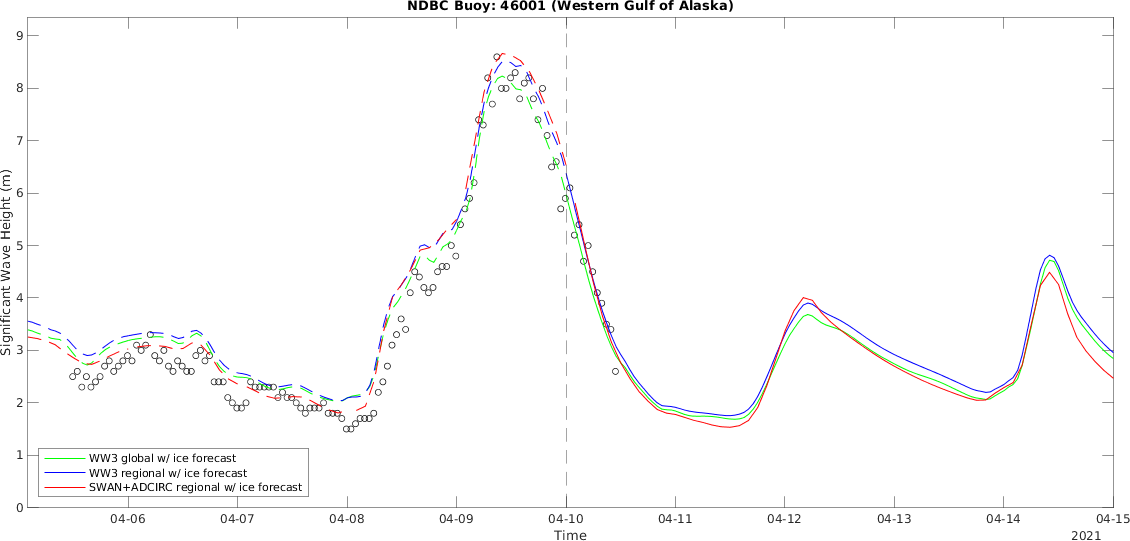 NDBC Buoy: 46001 (Western Gulf of Alaska)
Significant Wave Height (m)
9
8
7
6
5
4
3
2
1
0
WW3 global w/ ice forecast
WW3 regional w/ ice forecast
SWAN+ADCIRC regional w/ ice forecast
04-06 04-07 04-08 04-09 04-10 04-11 04-12 04-13 04-14 04-15
Time
2021